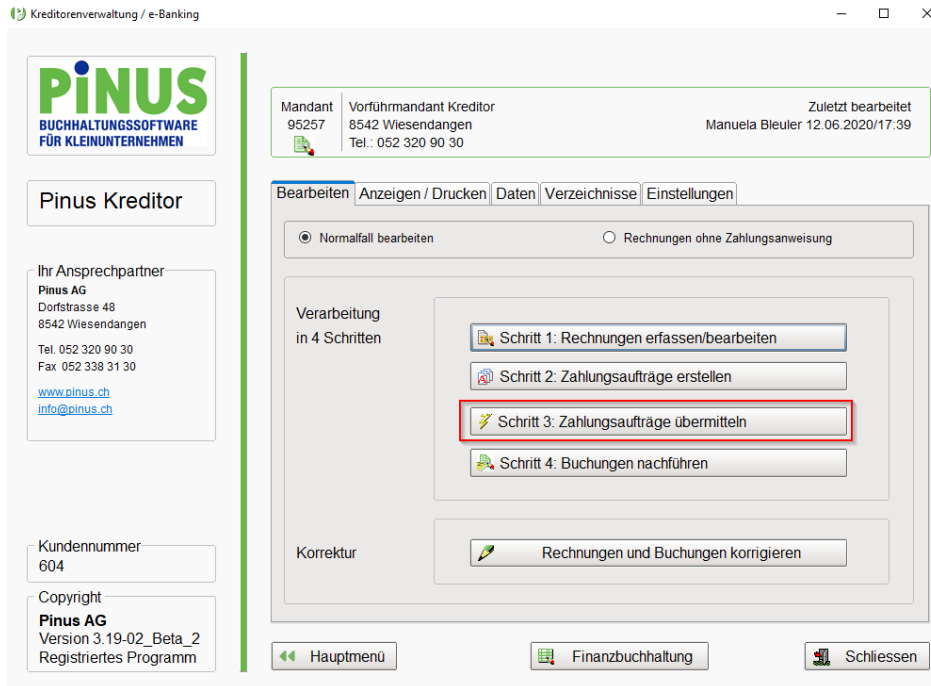 Kreditorenverwaltung / e-Banking
PiNUS
BUCHHALTUNGSSOFTWARE
FÜR KLEINUNTERNEHMEN
Pinus Kreditor
Ihr Ansprechpartner
Pinus AG
Dorfstrasse 48
8542 Wiesendangen
Tel. 052 320 90 30
Fax 052 338 31 30
www.pinus.ch
info@pinus.ch
Kundennummer
604
Copyright
Pinus AG
Version 3.19-02_Beta_2
Registriertes Programm
Mandant
95257
Vorführmandant Kreditor
8542 Wiesendangen
Tel.: 052 320 90 30
Zuletzt bearbeitet
Manuela Bleuler 12.06.2020/17:39
Bearbeiten Anzeigen / Drucken Daten Verzeichnisse Einstellungen
Normalfall bearbeiten Rechnungen ohne Zahlungsanweisung
Verarbeitung
in 4 Schritten
Schritt 1: Rechnungen erfassen/bearbeiten
Schritt 2: Zahlungsaufträge erstellen
Schritt 3: Zahlungsaufträge übermitteln
Schritt 4: Buchungen nachführen
Korrektur
Rechnungen und Buchungen korrigieren
Hauptmenü Finanzbuchhaltung Schliessen